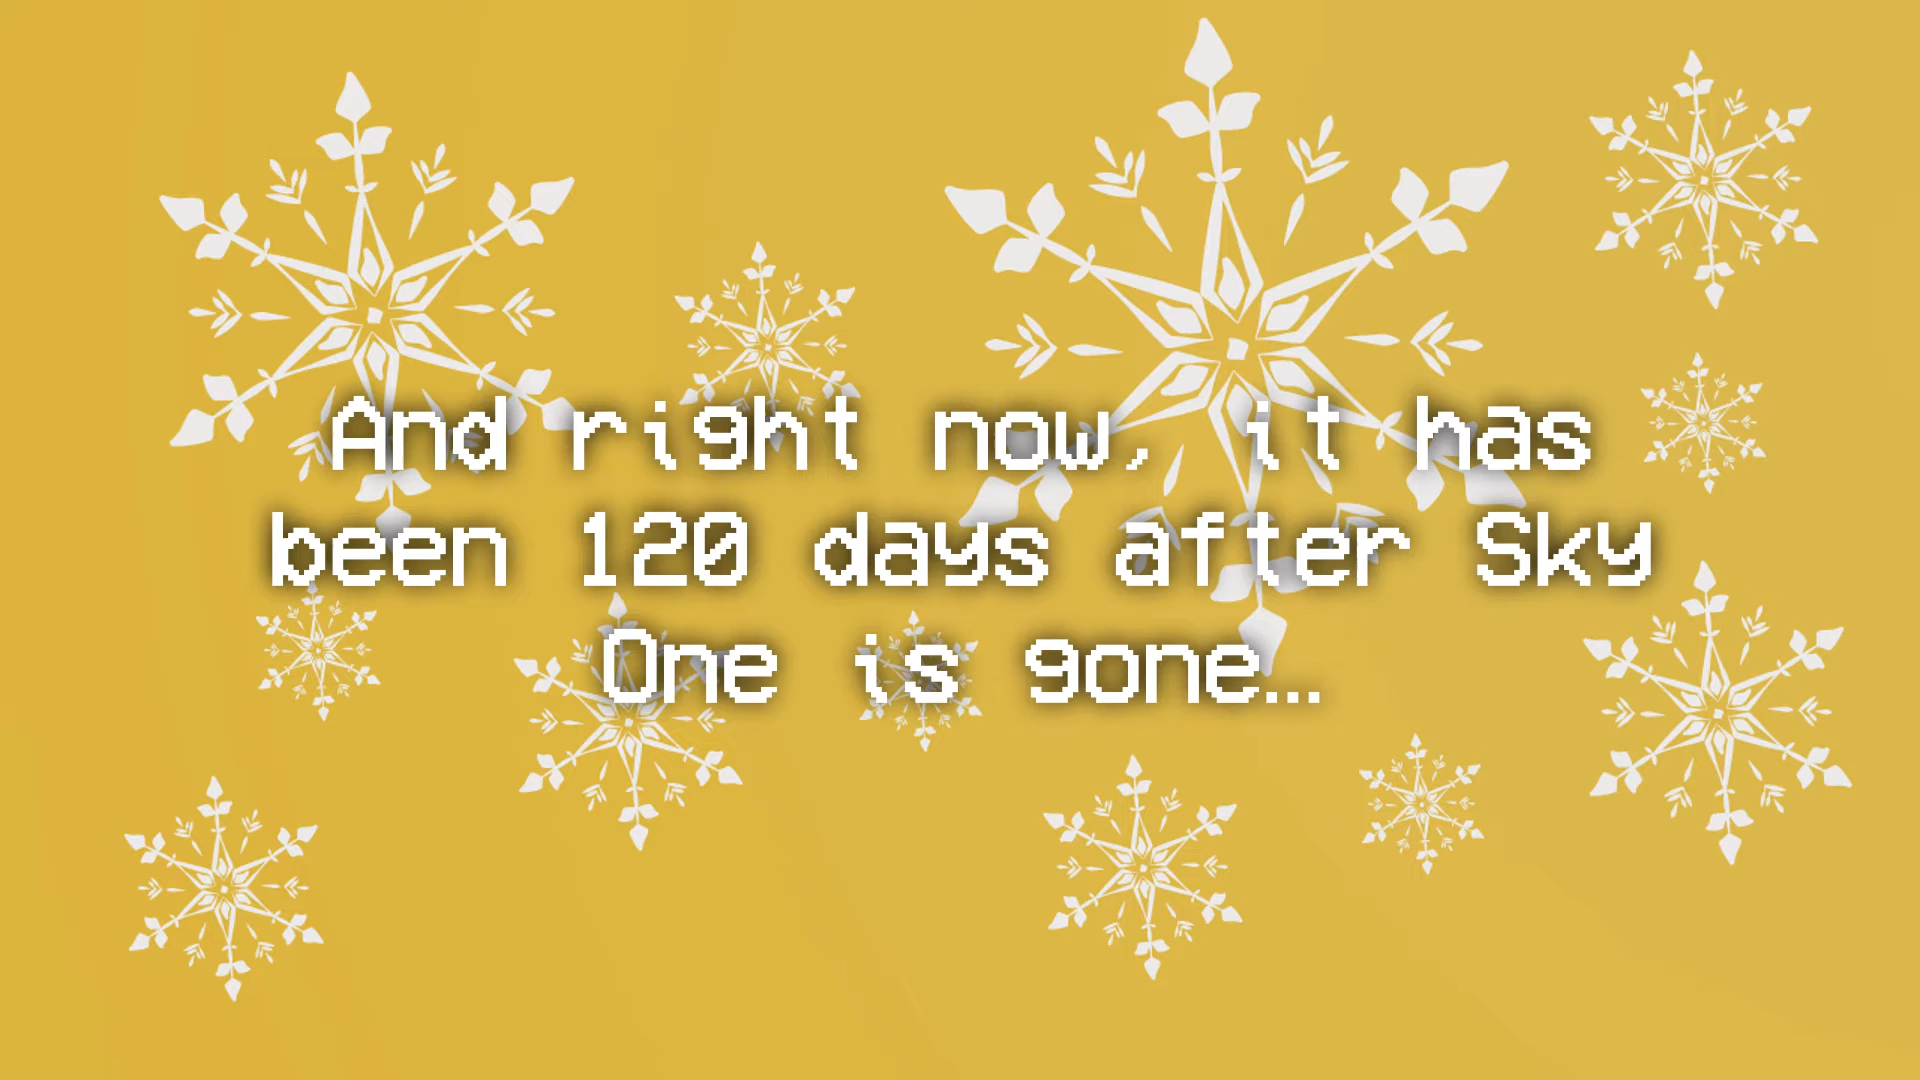 And right now, it has
been 120 days after Sky
One is gone...